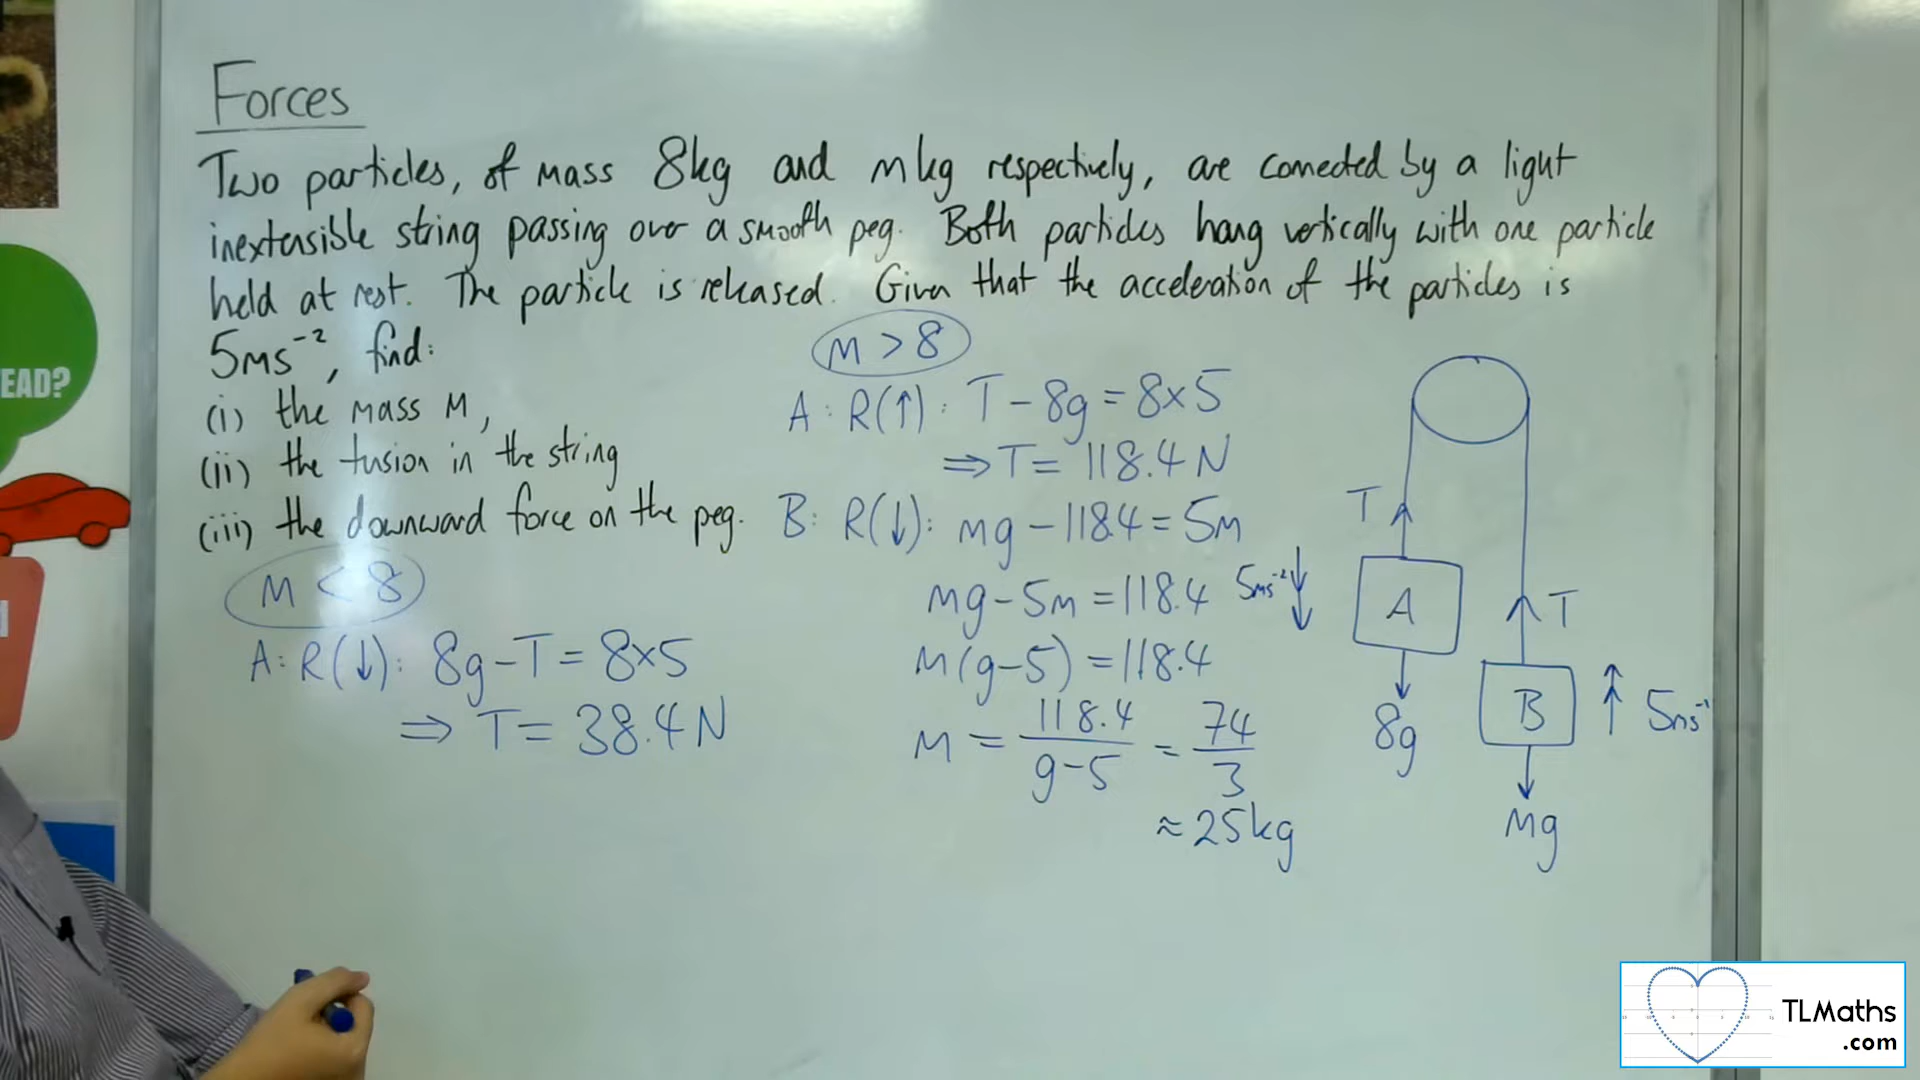 Forces
Two particles, of mass 8kg and mkg respectively, are connected by a light
inextensible string passing over a smooth peg. Both particles hang vertically with one particle
held at rest. The particle is released. Given that the acceleration of the particles is
5ms⁻², find:
(i) the mass M,
(ii) the tension in the string
(iii) the downward force on the peg.
M < 8
A: R(↓): 8g-T = 8×5
⇒ T = 38.4N
M > 8
A: R(↑): T-8g = 8×5
⇒ T = 118.4N
B: R(↓): mg-118.4 = 5m
mg-5m = 118.4
M(g-5) = 118.4
M = 118.4/g-5 = 74/3
≈ 25kg
T
A
8g
5ms⁻²
T
B
Mg
5ms⁻
EAD?
TLMaths
.com